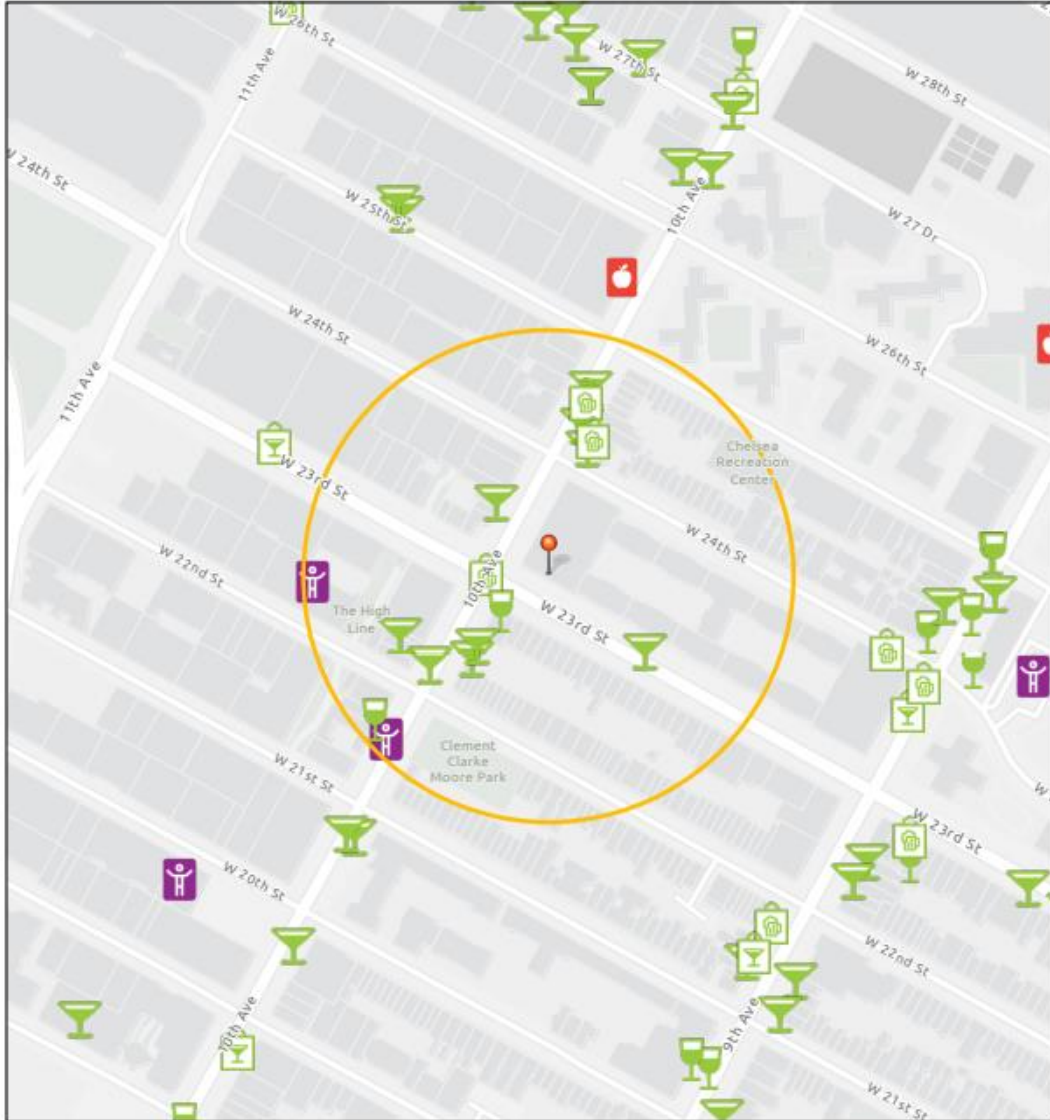 W 26th St
11th Ave
W 27th St
W 28th St
W 24th St
W 25th St
10th Ave
W 27 Dr
W 24th St
W 26th St
11th Ave
Chelsea
Recreation
Center
W 23rd St
W 24th St
W 22nd St
10th Ave
The High
Line
W 23rd St
Clement
Clarke
Moore Park
W 21st St
W 23rd St
W 20th St
W 22nd St
10th Ave
9th Ave
W 21st St